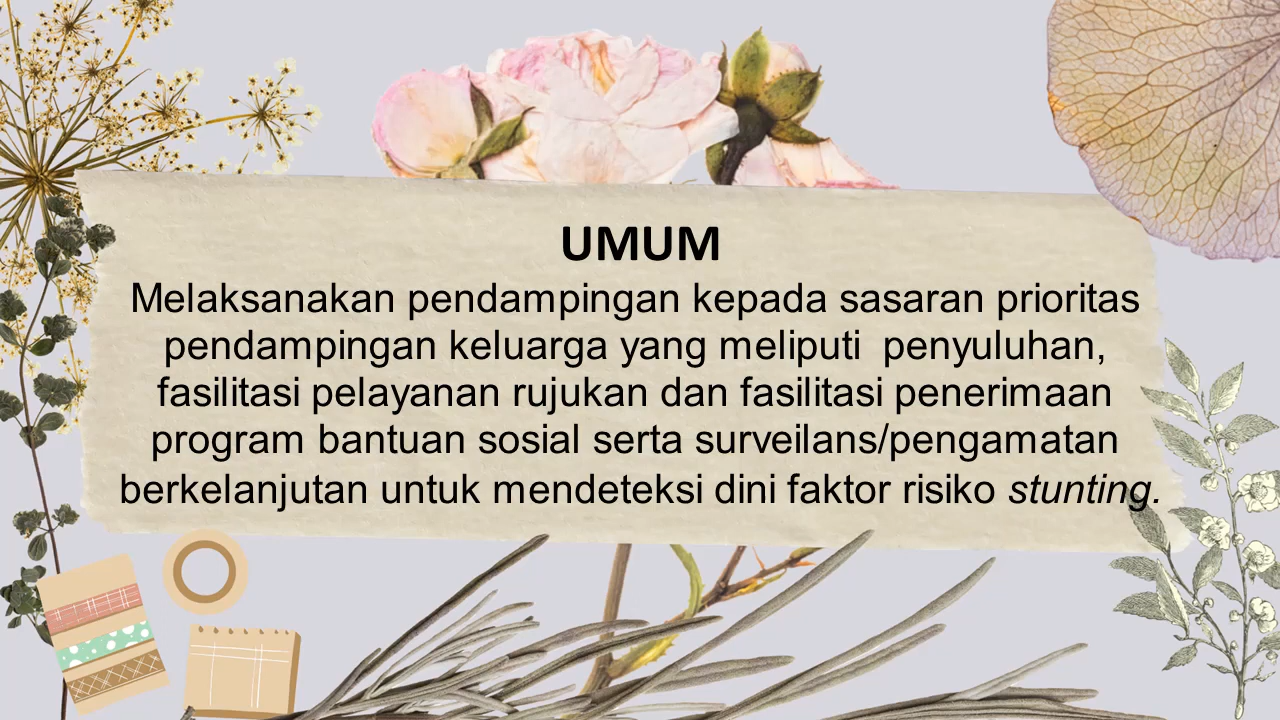 UMUM
Melaksanakan pendampingan kepada sasaran prioritas
pendampingan keluarga yang meliputi  penyuluhan,
fasilitasi pelayanan rujukan dan fasilitasi penerimaan
program bantuan sosial serta surveilans/pengamatan
berkelanjutan untuk mendeteksi dini faktor risiko stunting.